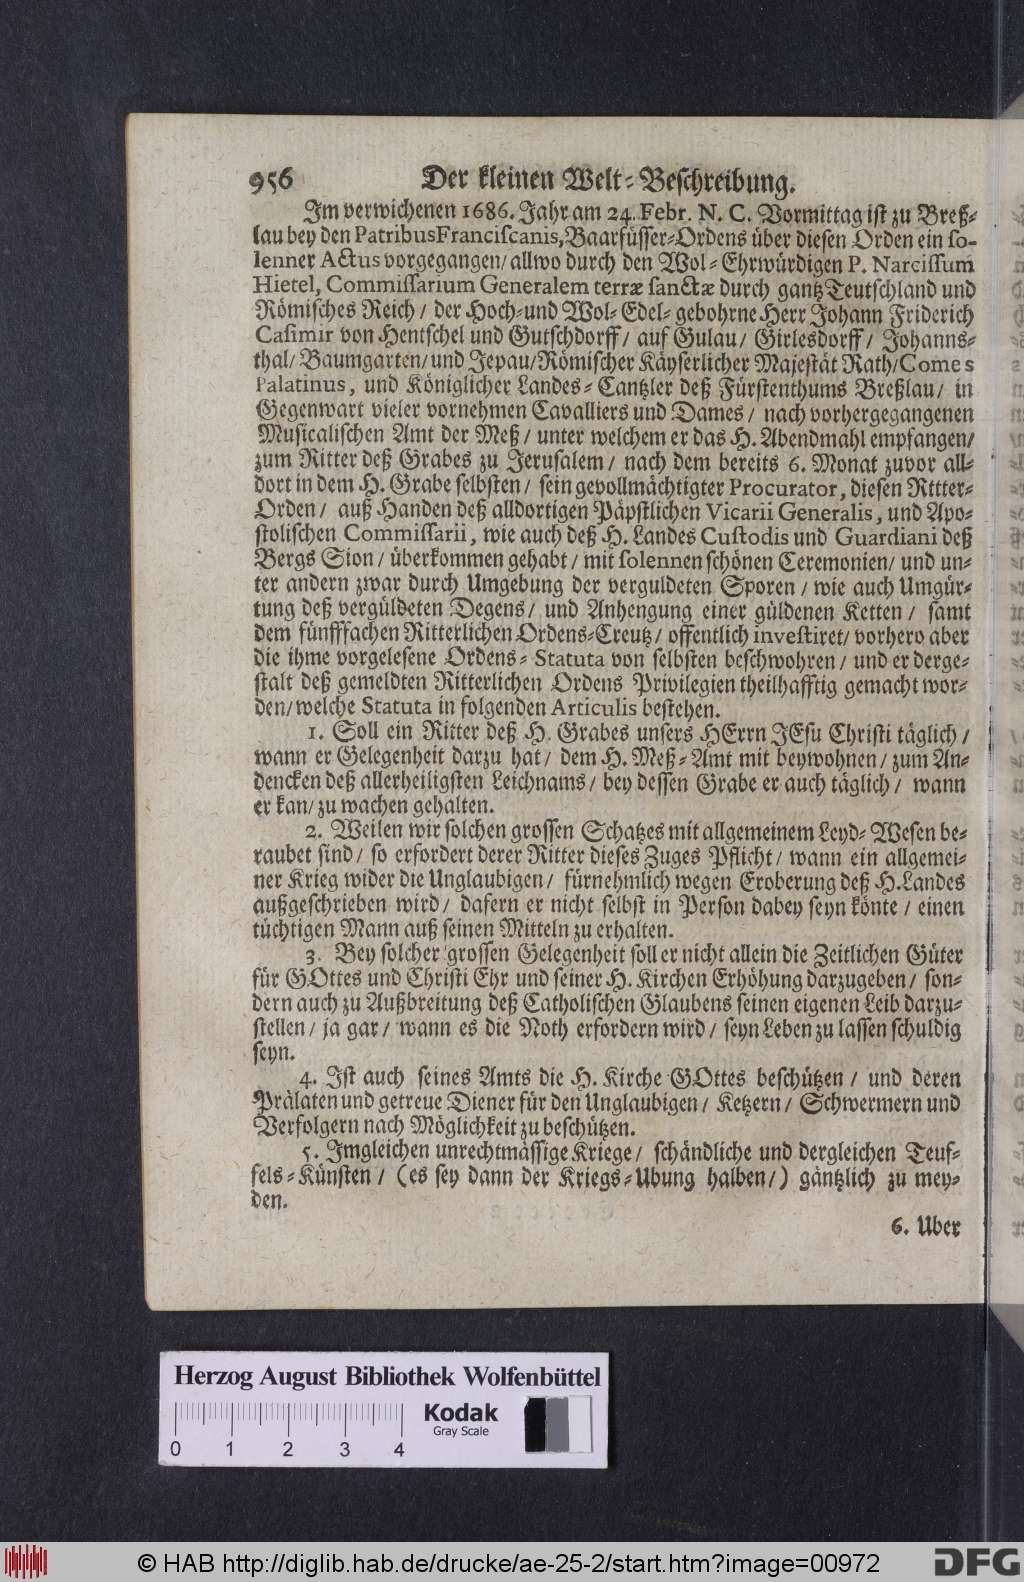 956 Der kleinen Welt-Beschreibung.
Im verwichenen 1686. Jahr am 24. Febr. N. C. Vormittag ist zu Breß-
lau bey den Patribus Franciscanis, Baarfüsser-Ordens über diesen Orden ein so-
lenner Actus vorgegangen/ allwo durch den Wol-Ehrwürdigen P. Narcissum
Hietel, Commissarium Generalem terræ sanctæ durch gantz Teutschland und
Römisches Reich/ der Hoch-und Wol-Edel-gebohrne Herr Johann Friderich
Casimir von Hentschel und Gutschdorff/ auf Gulau/ Girlesdorff/ Johanns-
thal/ Baumgarten/ und Jepau/ Römischer Käyserlicher Majestät Rath/ Comes
Palatinus, und Königlicher Landes-Cantzler deß Fürstenthums Breßlau/ in
Gegenwart vieler vornehmen Cavalliers und Dames/ nach vorhergegangenen
Musicalischen Amt der Meß/ unter welchem er das H. Abendmahl empfangen/
zum Ritter deß Grabes zu Jerusalem/ nach dem bereits 6. Monat zuvor all-
dort in dem H. Grabe selbsten/ sein gevollmächtigter Procurator, diesen Rttter-
Orden/ auß Handen deß alldortigen Päpstlichen Vicarii Generalis, und Apo-
stolischen Commissarii, wie auch deß H. Landes Custodis und Guardiani deß
Bergs Sion/ überkommen gehabt/ mit solennen schönen Ceremonien/ und un-
ter andern zwar durch Umgebung der verguldeten Sporen/ wie auch Umgür-
tung deß vergüldeten Degens/ und Anhengung einer güldenen Ketten/ samt
dem fünfffachen Ritterlichen Ordens-Creutz/ offentlich investiret/ vorhero aber
die ihme vorgelesene Ordens-Statuta von selbsten beschwohren/ und er derge-
stalt deß gemeldten Ritterlichen Ordens Privilegien theilhafftig gemacht wor-
den/ welche Statuta in folgenden Articulis bestehen.
1. Soll ein Ritter deß H. Grabes unsers HErrn JEsu Christi täglich/
wann er Gelegenheit darzu hat/ dem H. Meß-Amt mit beywohnen/ zum An-
dencken deß allerheiligsten Leichnams/ bey dessen Grabe er auch täglich/ wann
er kan/ zu wachen gehalten.
2. Weilen wir solchen grossen Schatzes mit allgemeinem Leyd-Wesen be-
raubet sind/ so erfordert derer Ritter dieses Zuges Pflicht/ wann ein allgemei-
ner Krieg wider die Unglaubigen/ fürnehmlich wegen Eroberung deß H. Landes
außgeschrieben wird/ dafern er nicht selbst in Person dabey seyn könte/ einen
tüchtigen Mann auß seinen Mitteln zu erhalten.
3. Bey solcher grossen Gelegenheit soll er nicht allein die Zeitlichen Güter
für GOttes und Christi Ehr und seiner H. Kirchen Erhöhung darzugeben/ son-
dern auch zu Außbreitung deß Catholischen Glaubens seinen eigenen Leib darzu-
stellen/ ja gar/ wann es die Noth erfordern wird/ seyn Leben zu lassen schuldig
seyn.
4. Ist auch seines Amts die H. Kirche GOttes beschützen/ und deren
Prälaten und getreue Diener für den Unglaubigen/ Ketzern/ Schwermern und
Verfolgern nach Möglichkeit zu beschützen.
5. Imgleichen unrechtmässige Kriege/ schändliche und dergleichen Teuf-
fels-Künsten/ (es sey dann der Kriegs-Ubung halben/) gäntzlich zu mey-
den.
6. Uber
Herzog August Bibliothek Wolfenbüttel
Kodak
Gray Scale
0 1 2 3 4
© HAB http://diglib.hab.de/drucke/ae-25-2/start.htm?image=00972
DFG